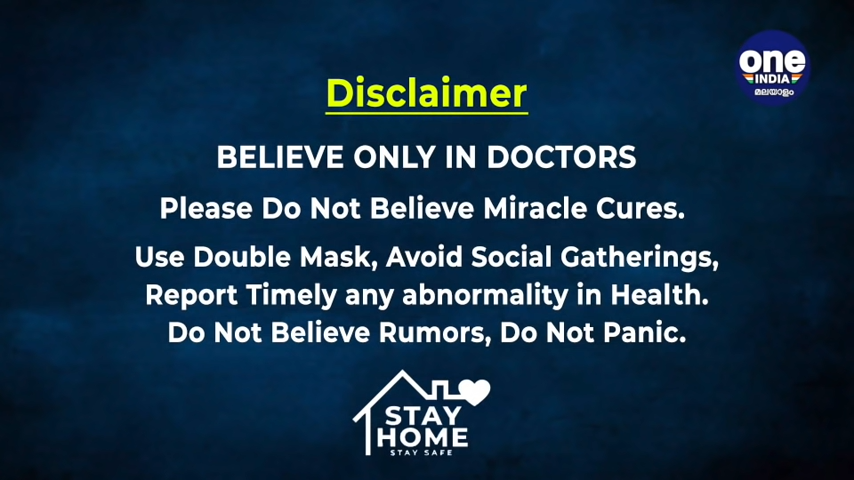 one
INDIA
മലയാളം
Disclaimer
BELIEVE ONLY IN DOCTORS
Please Do Not Believe Miracle Cures.
Use Double Mask, Avoid Social Gatherings,
Report Timely any abnormality in Health.
Do Not Believe Rumors, Do Not Panic.
STAY
HOME
STAY SAFE